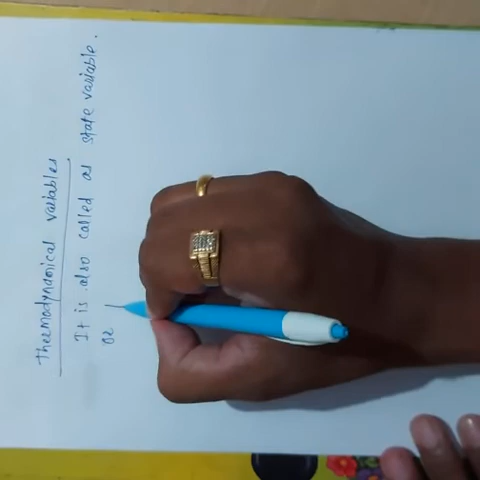 Thermodynamical variables
It is also called as state variable.
Or